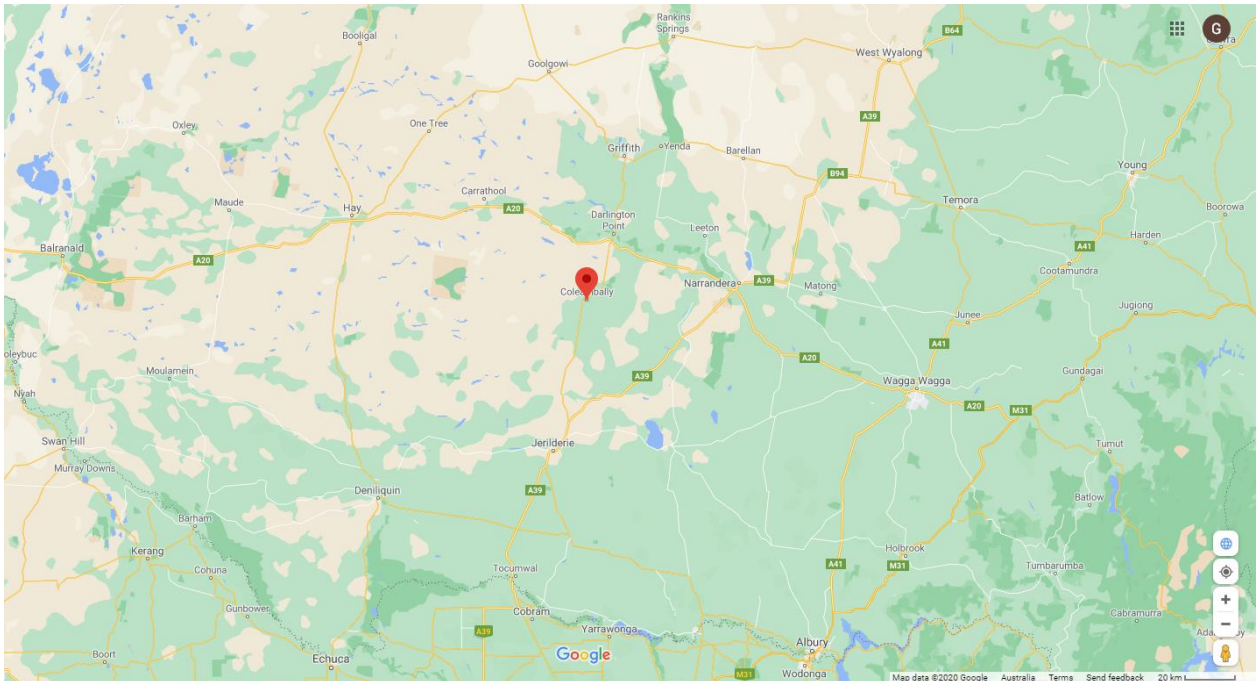 Rankins
Springs
G
Booligal
B64
West Wyalong
Goolgowi
A39
Oxley
One Tree
Griffith
Yenda
Barellan
Young
B94
Carrathool
Maude
Hay
A20
Temora
Boorowa
Darlington
Point
Leeton
Harden
Balranald
A20
A41
Cootamundra
Narrandera
A39
Matong
Jugiong
Junee
A41
A20
Moulamein
A39
Gundagai
Nyah
Wagga Wagga
A20
M31
Swan Hill
Jerilderie
Tumut
Murray Downs
Deniliquin
A39
Batlow
Barham
Kerang
Holbrook
A41
M31
Cohuna
Tocumwal
Tumbarumba
Gunbower
Cobram
Cabramurra
A39
Yarrawonga
Albury
Boort
Echuca
Google
M31
Wodonga
Map data ©2020 Google Australia Terms Send feedback 20 km